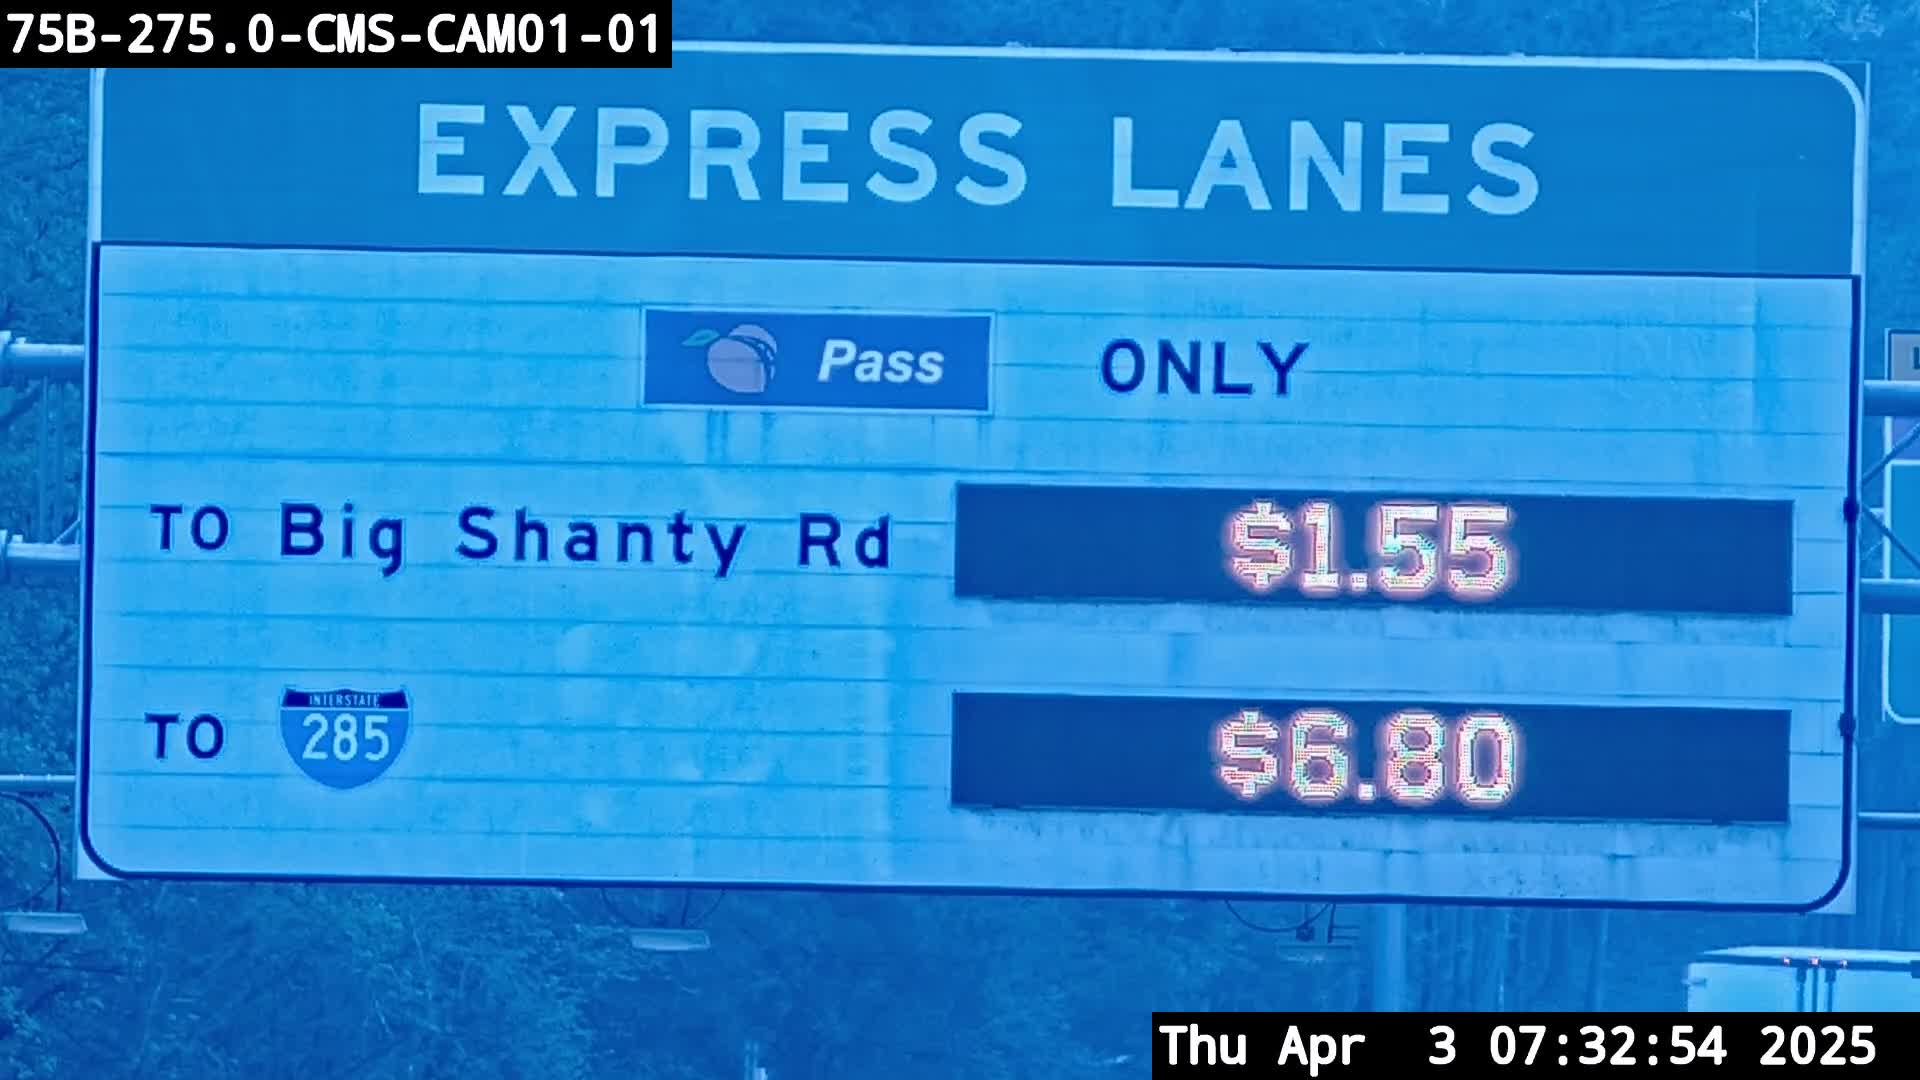 75B-275.0-CMS-CAM01-01
EXPRESS LANES
Pass ONLY
TO Big Shanty Rd $1.55
TO INTERSTATE 285 $6.80
Thu Apr 3 07:32:54 2025